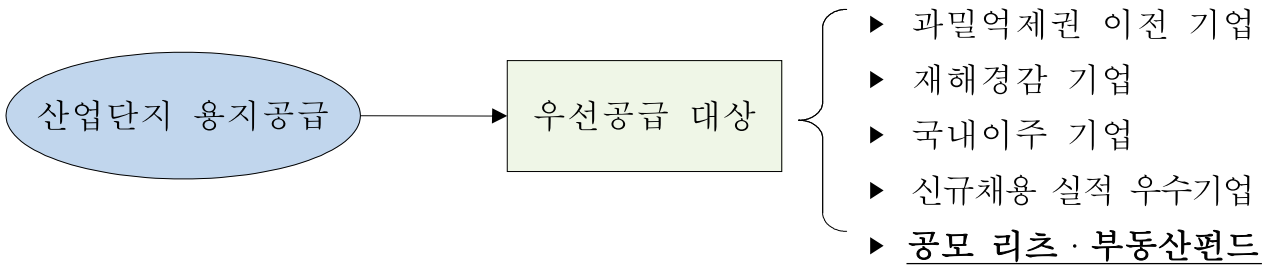 산업단지 용지공급
우선공급 대상
▶ 과밀억제권 이전 기업
▶ 재해경감 기업
▶ 국내이주 기업
▶ 신규채용 실적 우수기업
▶ 공모 리츠·부동산펀드